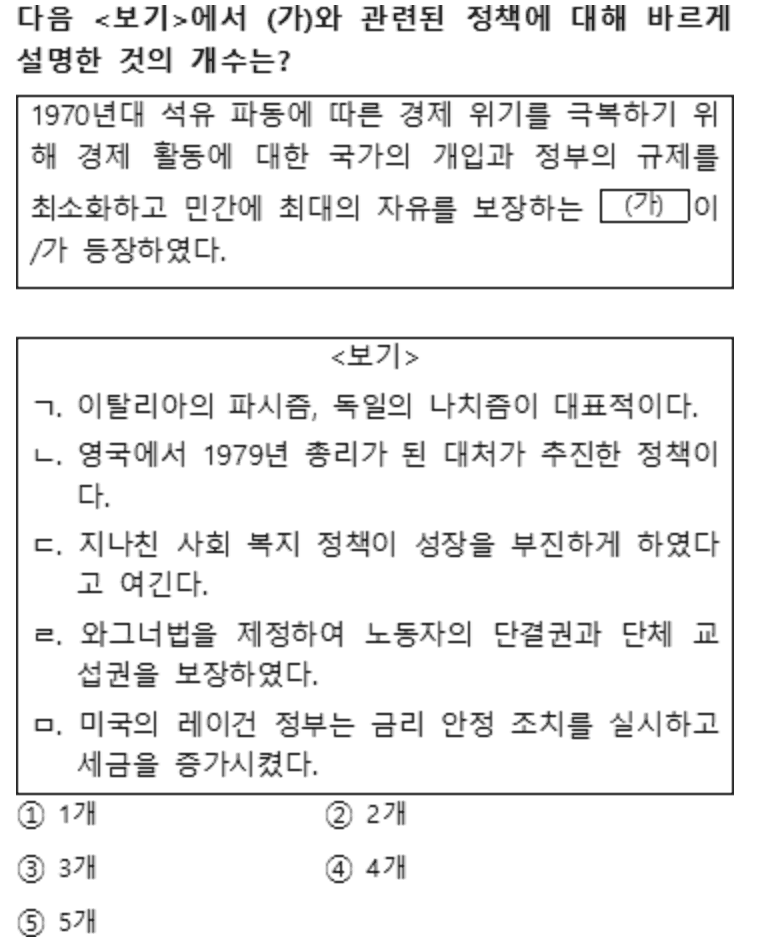 다음 <보기>에서 (가)와 관련된 정책에 대해 바르게
설명한 것의 개수는?
1970년대 석유 파동에 따른 경제 위기를 극복하기 위
해 경제 활동에 대한 국가의 개입과 정부의 규제를
최소화하고 민간에 최대의 자유를 보장하는 (가) 이
/가 등장하였다.
<보기>
ㄱ. 이탈리아의 파시즘, 독일의 나치즘이 대표적이다.
ㄴ. 영국에서 1979년 총리가 된 대처가 추진한 정책이
다.
ㄷ. 지나친 사회 복지 정책이 성장을 부진하게 하였다
고 여긴다.
ㄹ. 와그너법을 제정하여 노동자의 단결권과 단체 교
섭권을 보장하였다.
ㅁ. 미국의 레이건 정부는 금리 안정 조치를 실시하고
세금을 증가시켰다.
① 1개 ② 2개
③ 3개 ④ 4개
⑤ 5개